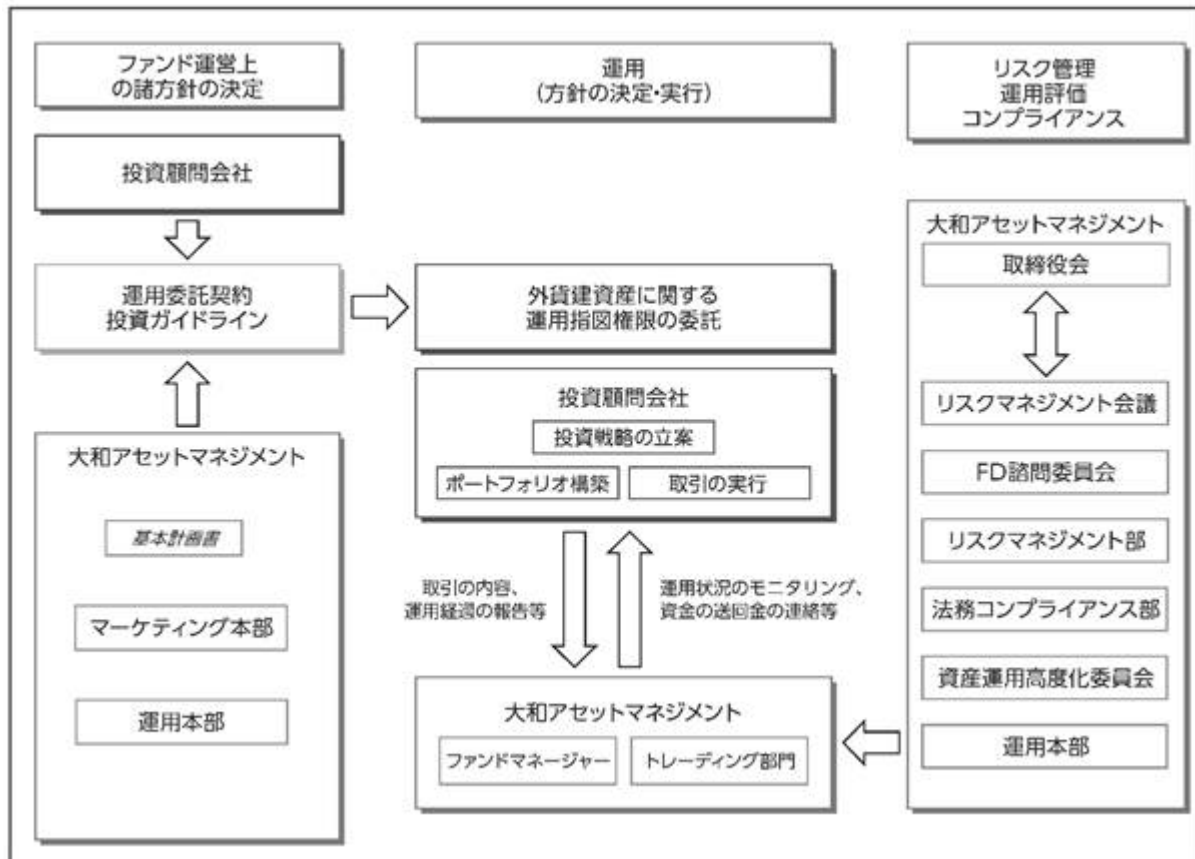 ファンド運営上
の諸方針の決定
投資顧問会社
運用委託契約
投資ガイドライン
大和アセットマネジメント
基本計画書
マーケティング本部
運用本部
運用
(方針の決定・実行)
外貨建資産に関する
運用指図権限の委託
投資顧問会社
投資戦略の立案
ポートフォリオ構築
取引の実行
取引の内容、
運用経過の報告等
運用状況のモニタリング、
資金の送回金の連絡等
大和アセットマネジメント
ファンドマネージャー
トレーディング部門
リスク管理
運用評価
コンプライアンス
大和アセットマネジメント
取締役会
リスクマネジメント会議
FD諮問委員会
リスクマネジメント部
法務コンプライアンス部
資産運用高度化委員会
運用本部